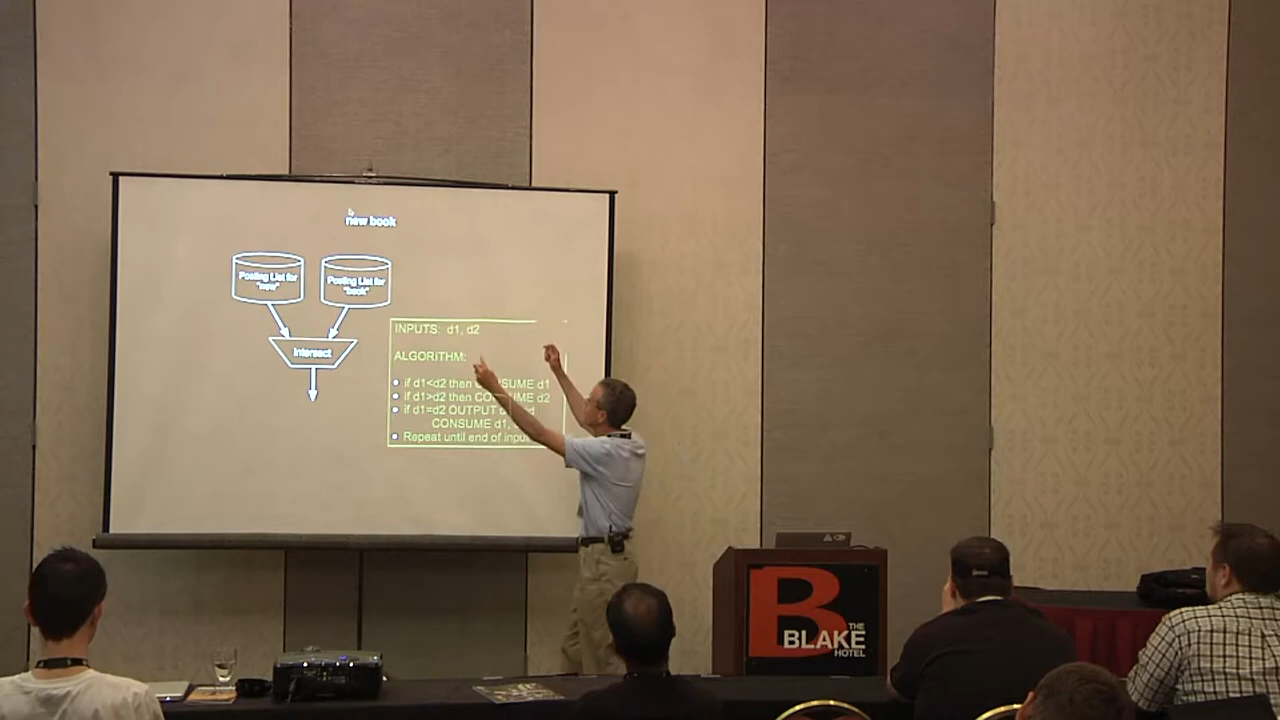 new book
Posting List for
"new"
Posting List for
"book"
Intersect
INPUTS: d1, d2
ALGORITHM:
if d1<d2 then CONSUME d1
if d1>d2 then CONSUME d2
if d1=d2 OUTPUT
CONSUME d1,
Repeat until end of input
B
THE
BLAKE
HOTEL